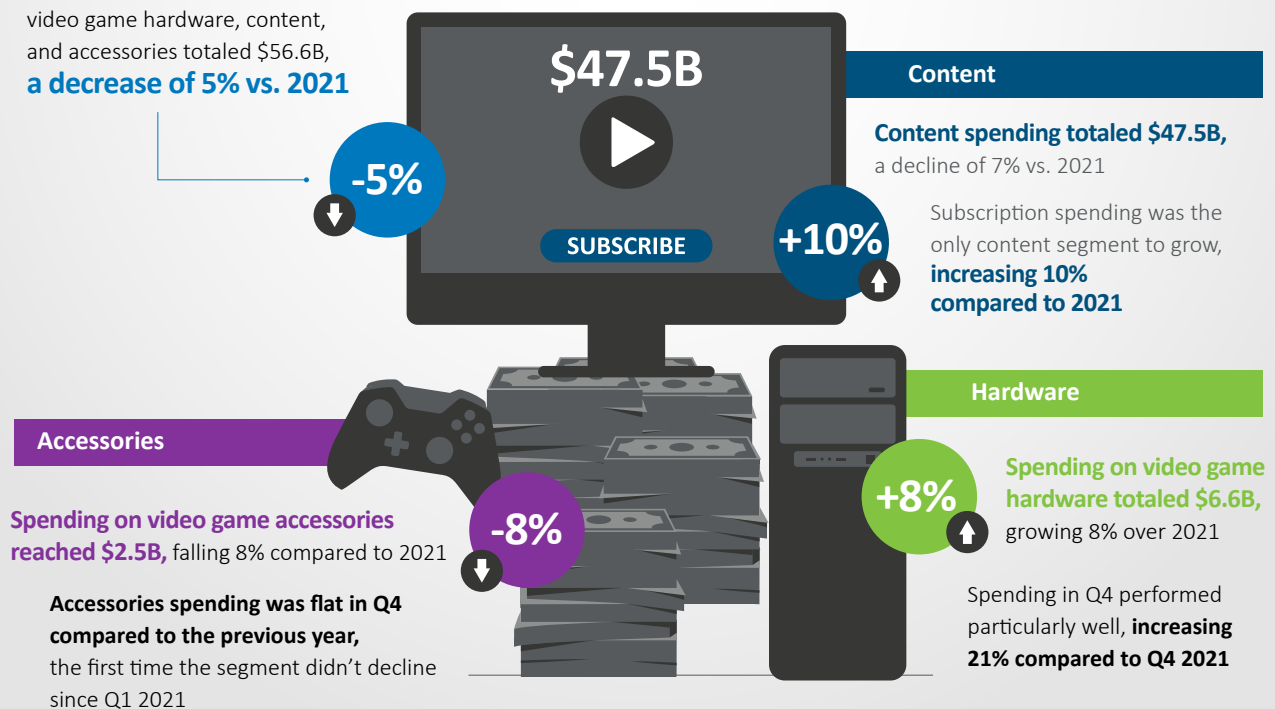 video game hardware, content,
and accessories totaled $56.6B,
a decrease of 5% vs. 2021
-5%
$47.5B
SUBSCRIBE
Content
Content spending totaled $47.5B,
a decline of 7% vs. 2021
+10%
Subscription spending was the
only content segment to grow,
increasing 10%
compared to 2021
Accessories
Spending on video game accessories
reached $2.5B, falling 8% compared to 2021
-8%
Accessories spending was flat in Q4
compared to the previous year,
the first time the segment didn’t decline
since Q1 2021
Hardware
+8%
Spending on video game
hardware totaled $6.6B,
growing 8% over 2021
Spending in Q4 performed
particularly well, increasing
21% compared to Q4 2021